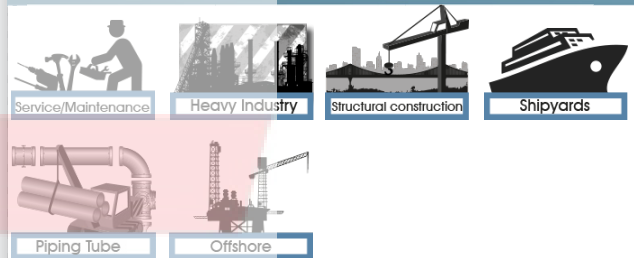 Service/Maintenance
Heavy Industry
Structural construction
Shipyards
Piping Tube
Offshore